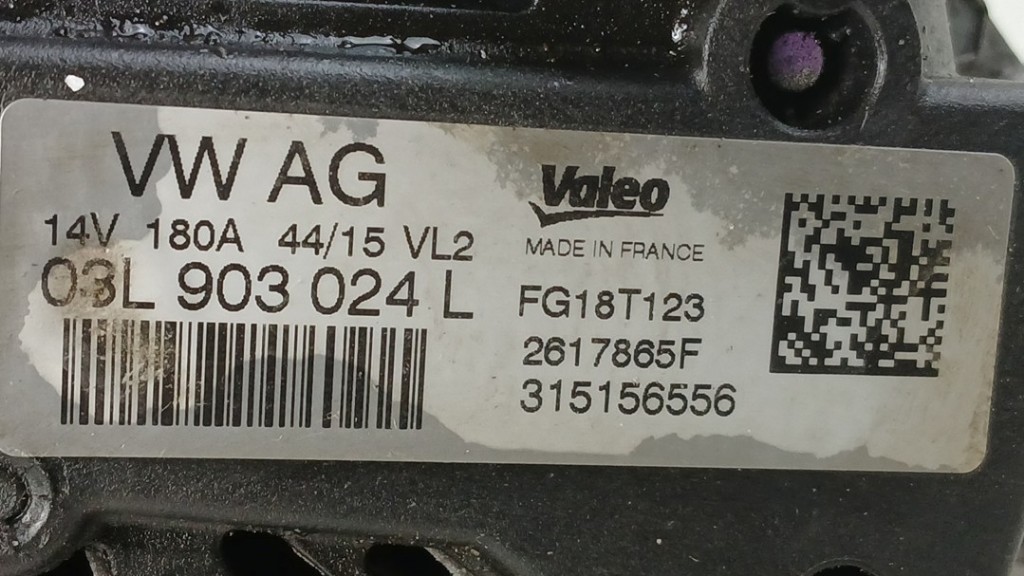 VW AG
14V 180A 44/15 VL2
03L 903 024 L
Valeo
MADE IN FRANCE
FG18T123
2617865F
315156556